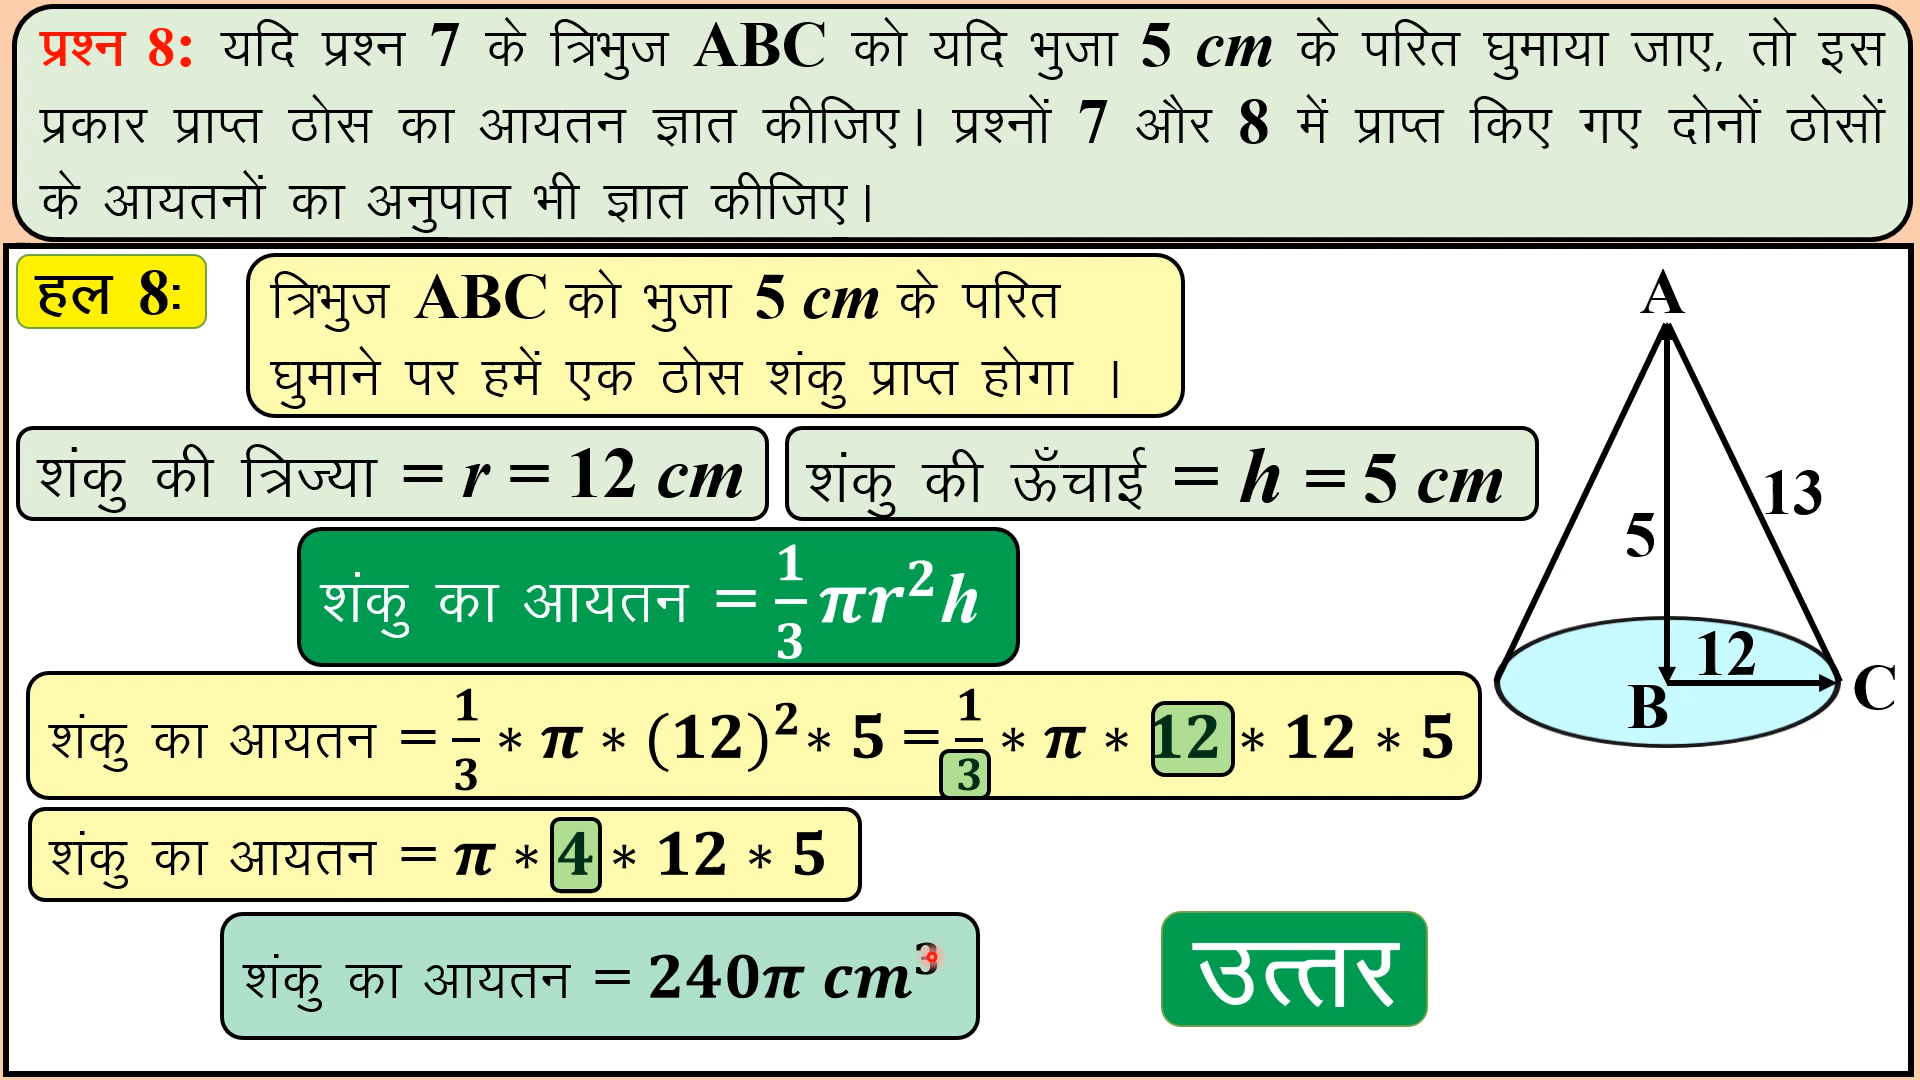 प्रश्न 8: यदि प्रश्न 7 के त्रिभुज ABC को यदि भुजा 5 cm के परित घुमाया जाए, तो इस
प्रकार प्राप्त ठोस का आयतन ज्ञात कीजिए। प्रश्नों 7 और 8 में प्राप्त किए गए दोनों ठोसों
के आयतनों का अनुपात भी ज्ञात कीजिए।
हल 8:
त्रिभुज ABC को भुजा 5 cm के परित
घुमाने पर हमें एक ठोस शंकु प्राप्त होगा ।
शंकु की त्रिज्या = r = 12 cm
शंकु की ऊँचाई = h = 5 cm
शंकु का आयतन = 1/3 πr²h
शंकु का आयतन = 1/3 * π * (12)² * 5 = 1/3 * π * 12 * 12 * 5
शंकु का आयतन = π * 4 * 12 * 5
शंकु का आयतन = 240π cm³
उत्तर
A
13
5
12
B
C